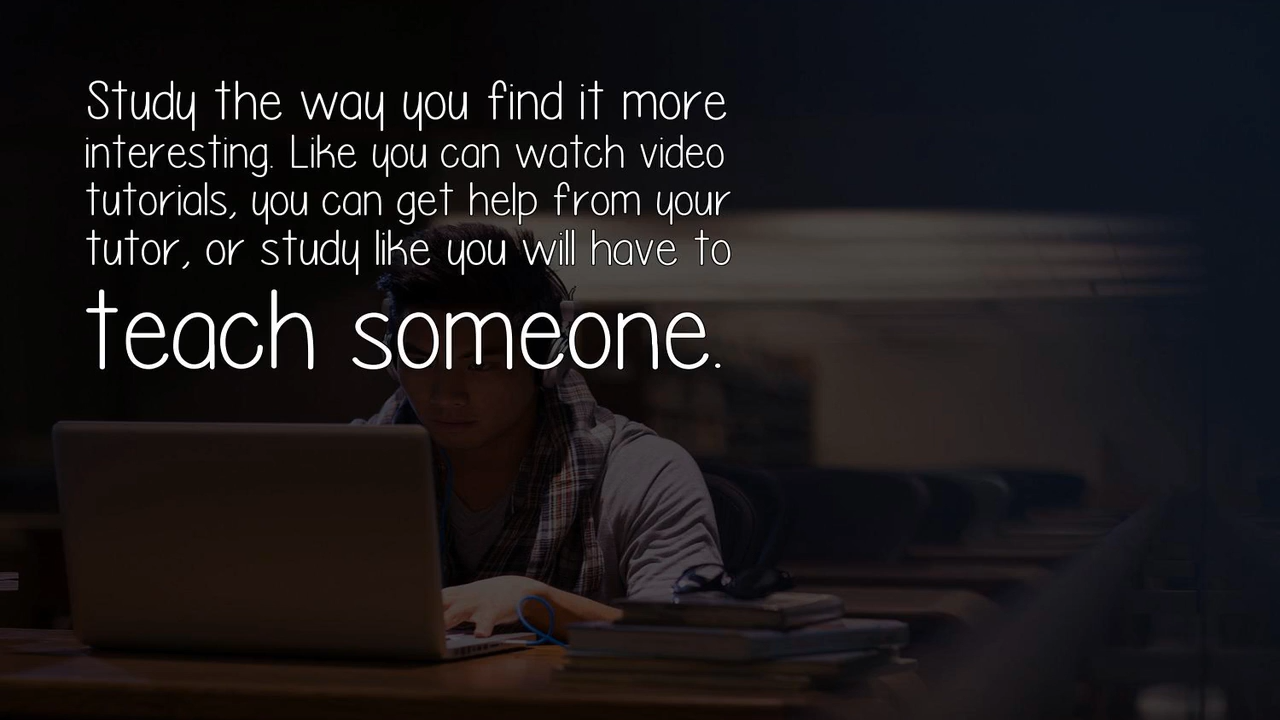 Study the way you find it more
interesting. Like you can watch video
tutorials, you can get help from your
tutor, or study like you will have to
teach someone.